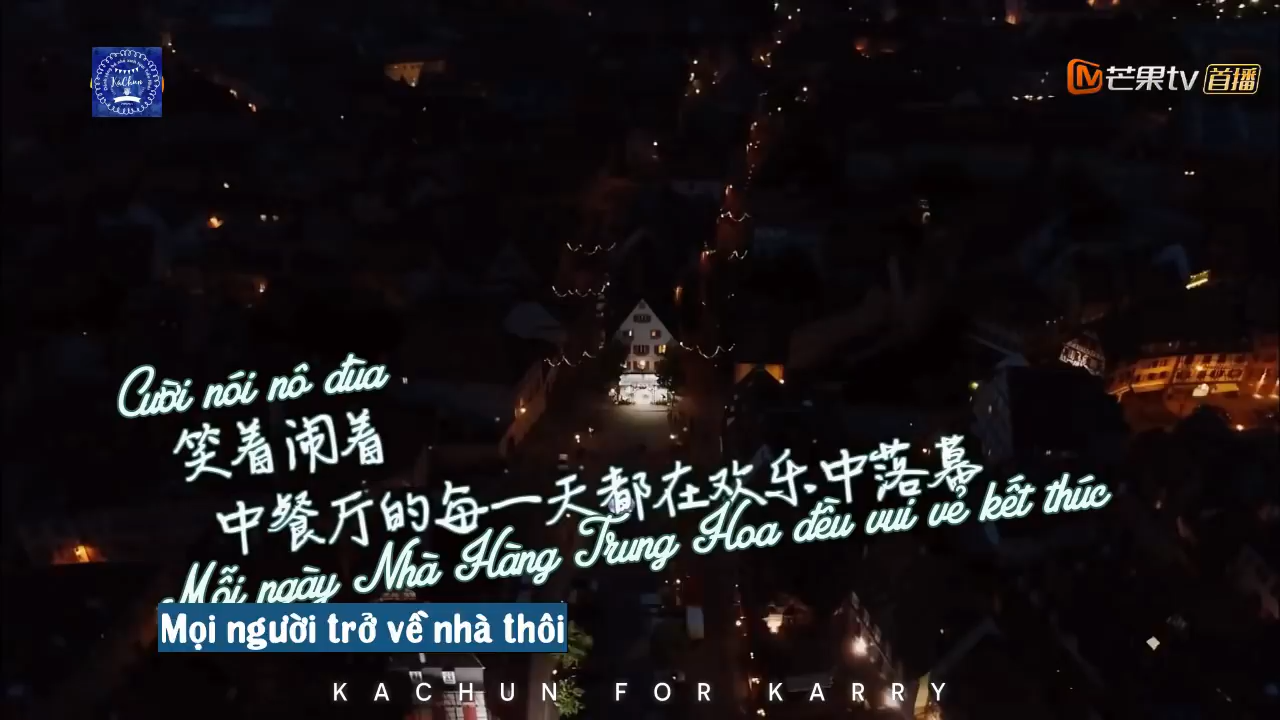 芒果tv 首播
KaChun
Cười nói nô đùa
笑着闹着
中餐厅的每一天都在欢乐中落幕
Mỗi ngày Nhà Hàng Trung Hoa đều vui vẻ kết thúc
Mọi người trở về nhà thôi
KACHUN FOR KARRY